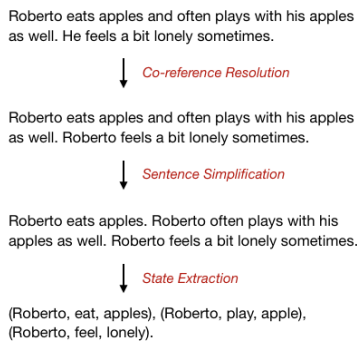 Roberto eats apples and often plays with his apples
as well. He feels a bit lonely sometimes.
Co-reference Resolution
Roberto eats apples and often plays with his apples
as well. Roberto feels a bit lonely sometimes.
Sentence Simplification
Roberto eats apples. Roberto often plays with his
apples as well. Roberto feels a bit lonely sometimes.
State Extraction
(Roberto, eat, apples), (Roberto, play, apple),
(Roberto, feel, lonely).